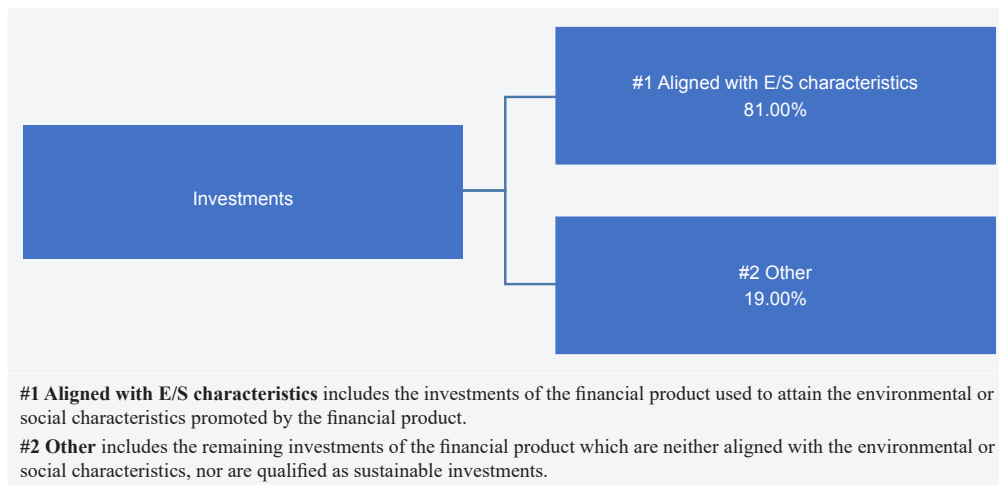 #1 Aligned with E/S characteristics
81.00%
Investments
#2 Other
19.00%
#1 Aligned with E/S characteristics includes the investments of the financial product used to attain the environmental or
social characteristics promoted by the financial product.
#2 Other includes the remaining investments of the financial product which are neither aligned with the environmental or
social characteristics, nor are qualified as sustainable investments.